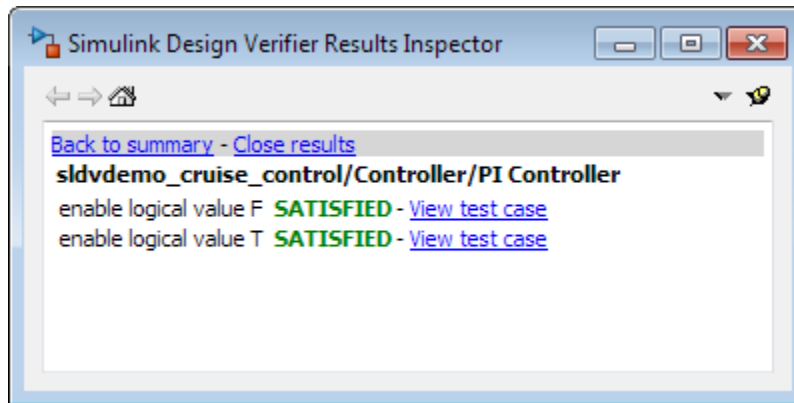 Simulink Design Verifier Results Inspector
Back to summary - Close results
sldvdemo_cruise_control/Controller/PI Controller
enable logical value F SATISFIED - View test case
enable logical value T SATISFIED - View test case